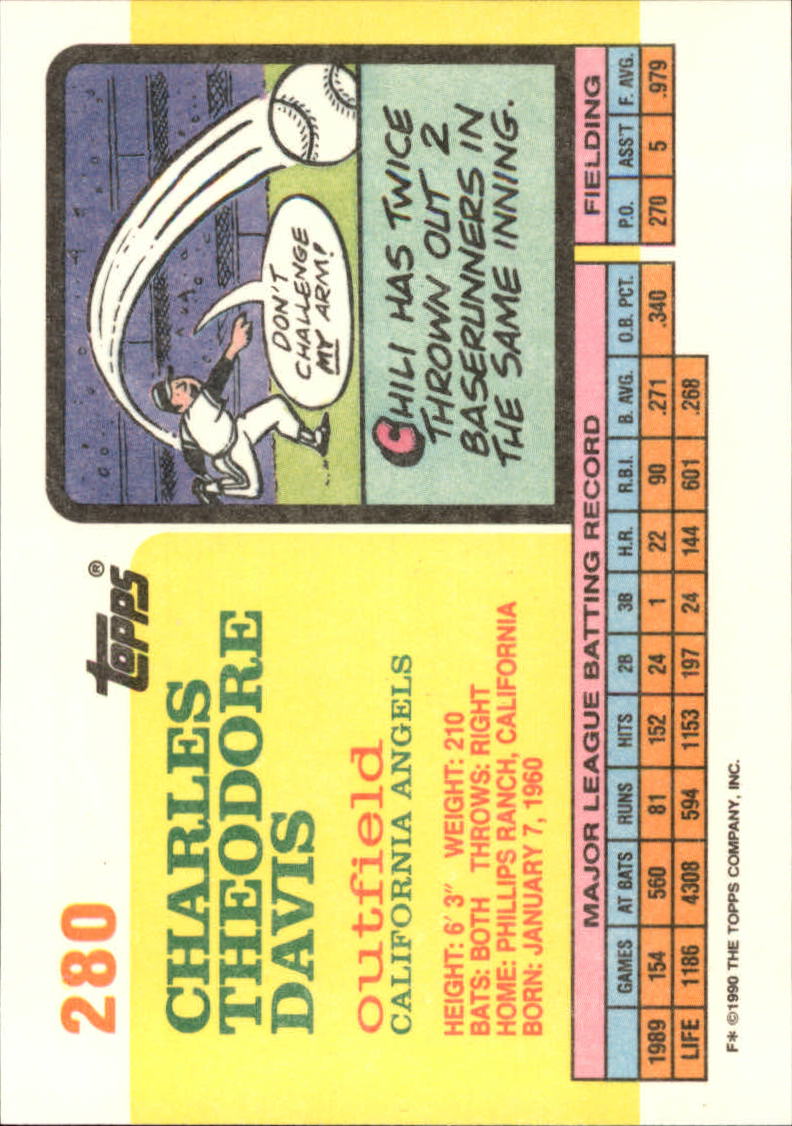 280
topps®
CHARLES
THEODORE
DAVIS
outfield
CALIFORNIA ANGELS
HEIGHT: 6' 3" WEIGHT: 210
BATS: BOTH THROWS: RIGHT
HOME: PHILLIPS RANCH, CALIFORNIA
BORN: JANUARY 7, 1960
DON'T
CHALLENGE
MY ARM!
CHILI HAS TWICE
THROWN OUT 2
BASERUNNERS IN
THE SAME INNING.
MAJOR LEAGUE BATTING RECORD FIELDING
GAMES AT BATS RUNS HITS 2B 3B H.R. R.B.I. B. AVG. O.B. PCT. P.O. ASS'T F. AVG.
1989 154 560 81 152 24 1 22 90 .271 .340 270 5 .979
LIFE 1186 4308 594 1153 197 24 144 601 .268
F* ©1990 THE TOPPS COMPANY, INC.